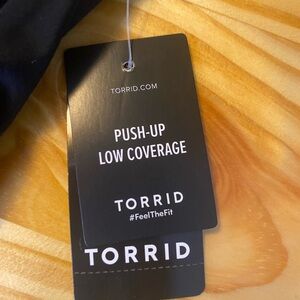 TORRID.COM
PUSH-UP
LOW COVERAGE
TORRID
#FeelTheFit
TORRID